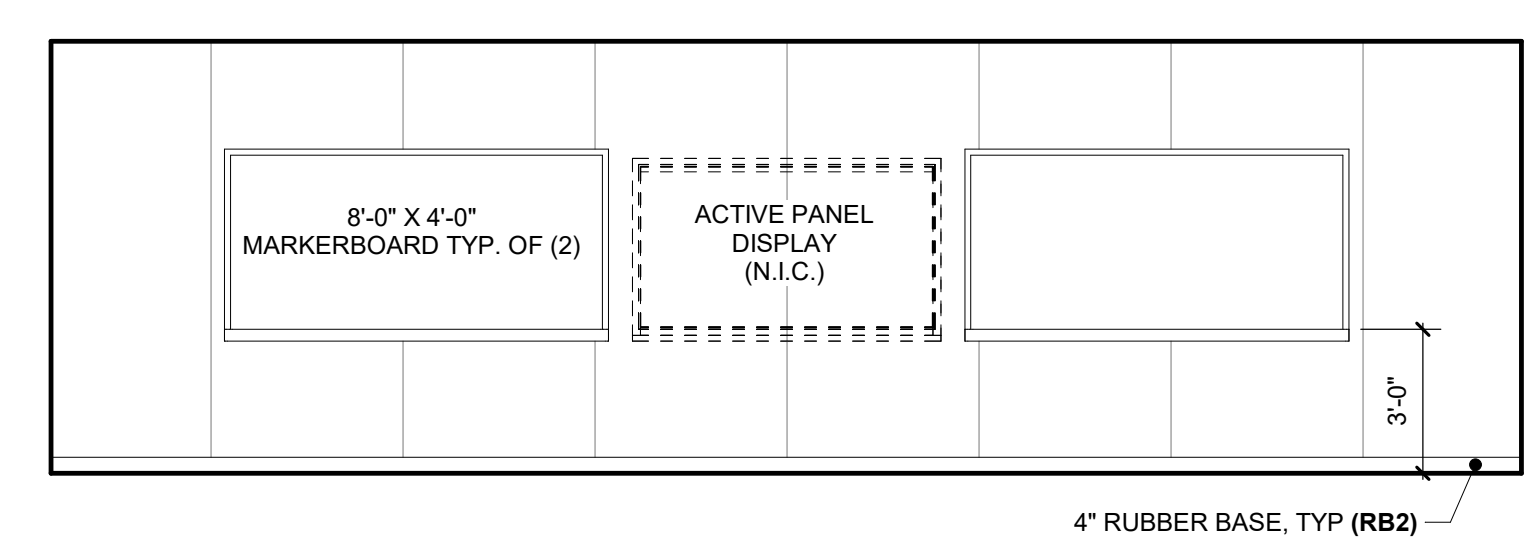 8'-0" X 4'-0"
MARKERBOARD TYP. OF (2)
ACTIVE PANEL
DISPLAY
(N.I.C.)
3'-0"
4" RUBBER BASE, TYP (RB2)